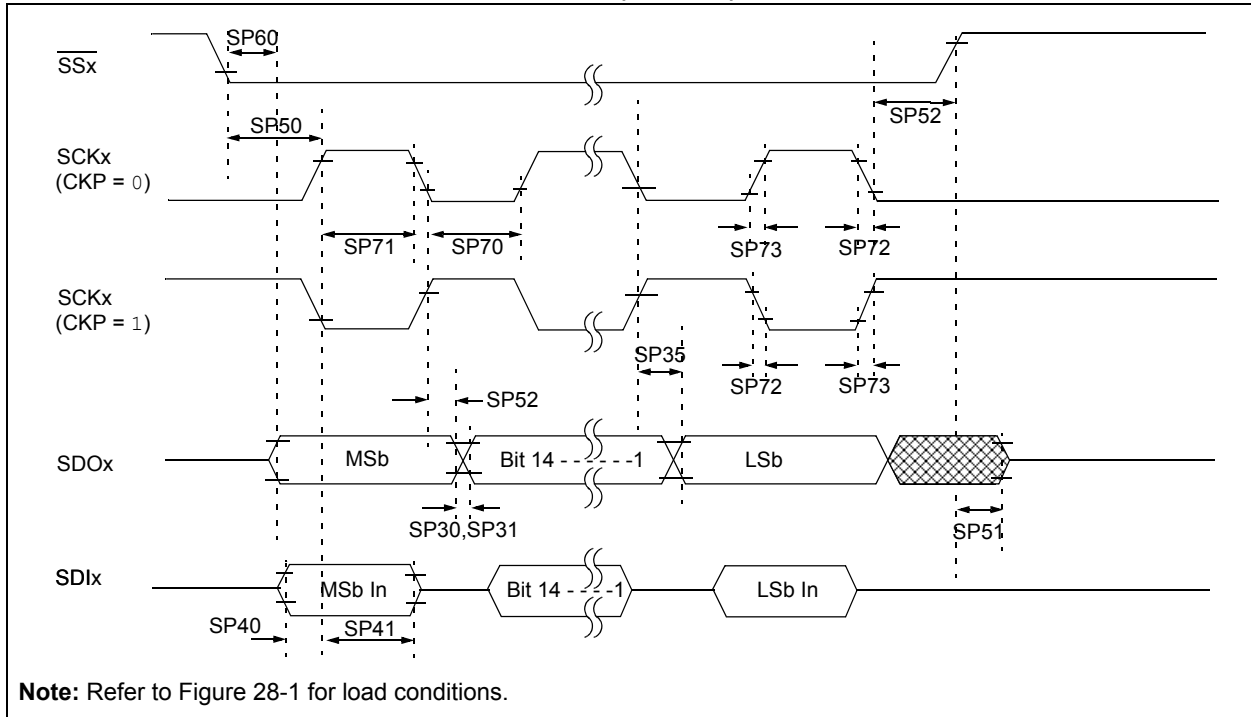 SP60
SSx
SP52
SP50
SCKx
(CKP = 0)
SP71
SP70
SP73
SP72
SCKx
(CKP = 1)
SP35
SP72
SP73
SP52
SDOx
MSb
Bit 14 - - - - - -1
LSb
SP30,SP31
SP51
SDIx
MSb In
Bit 14 - - - -1
LSb In
SP40
SP41
Note: Refer to Figure 28-1 for load conditions.